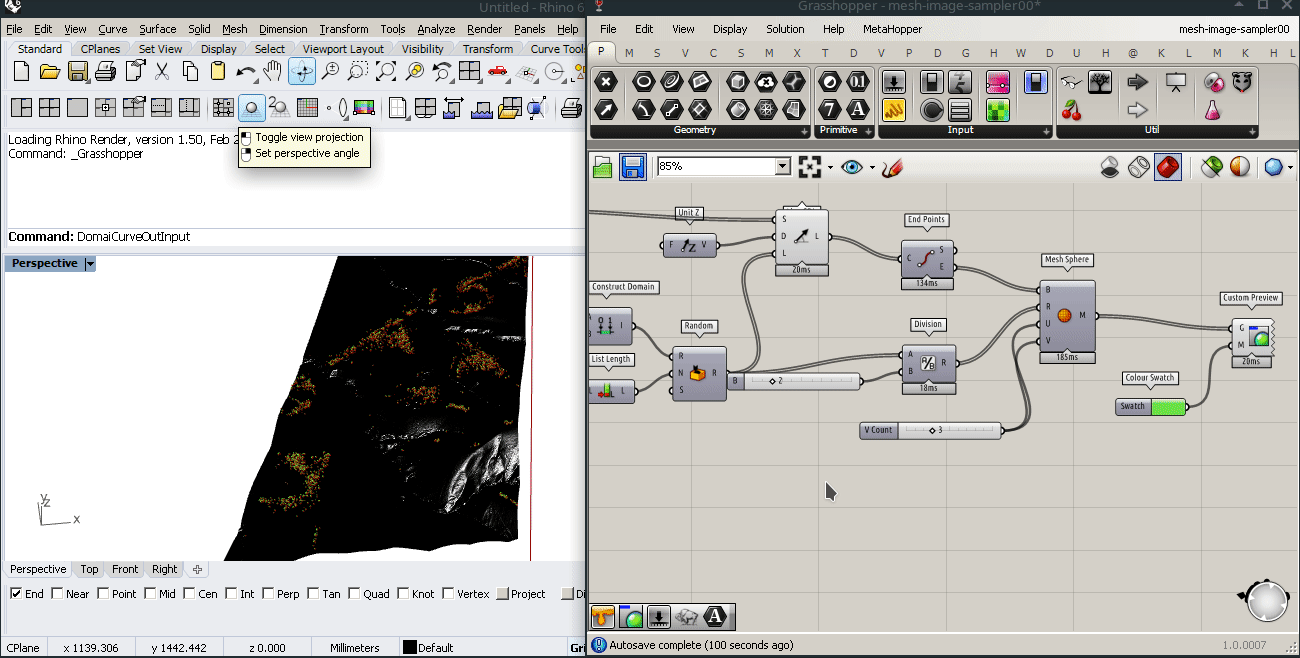 Untitled - Rhino 6
File Edit View Curve Surface Solid Mesh Dimension Transform Tools Analyze Render Panels Help
Standard CPlanes Set View Display Select Viewport Layout Visibility Transform Curve Tools
Loading Rhino Render, version 1.50, Feb 2
Command: _Grasshopper
Toggle view projection
Set perspective angle
Command: DomaiCurveOutInput
Perspective
y
z
x
Perspective Top Front Right
End Near Point Mid Cen Int Perp Tan Quad Knot Vertex Project Di
CPlane x 1139.306 y 1442.442 z 0.000 Millimeters Default Gri
Grasshopper - mesh-image-sampler00*
File Edit View Display Solution Help MetaHopper mesh-image-sampler00
P M S V C S M X T D V P D G H W D U H @ K L M K H L
Geometry Primitive Input Util
85%
Unit Z
F Z V
S
D L
L
20ms
End Points
C S
E
134ms
Mesh Sphere
B
R
U M
V
185ms
Custom Preview
G
M
20ms
Construct Domain
A
B 0 1 I
Random
R
N R
S
List Length
L L
B 2
Division
A
B A/B R
18ms
Colour Swatch
Swatch
V Count 3
Autosave complete (100 seconds ago) 1.0.0007